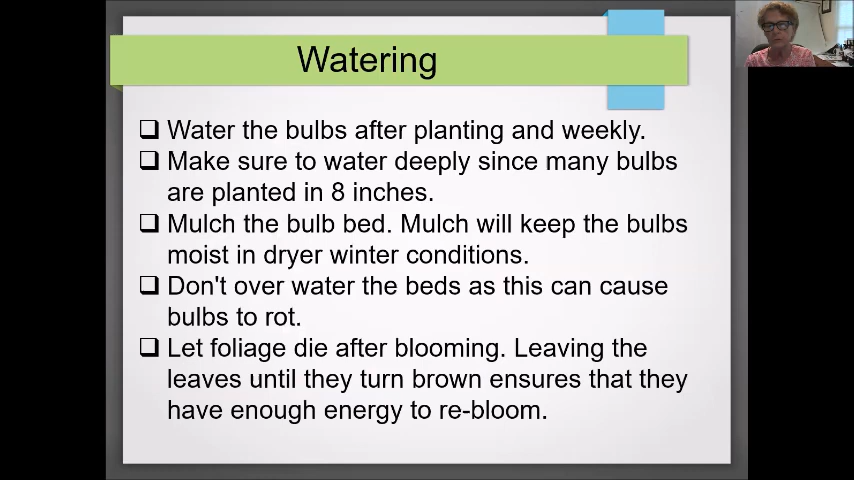 Watering
❑ Water the bulbs after planting and weekly.
❑ Make sure to water deeply since many bulbs
are planted in 8 inches.
❑ Mulch the bulb bed. Mulch will keep the bulbs
moist in dryer winter conditions.
❑ Don't over water the beds as this can cause
bulbs to rot.
❑ Let foliage die after blooming. Leaving the
leaves until they turn brown ensures that they
have enough energy to re-bloom.